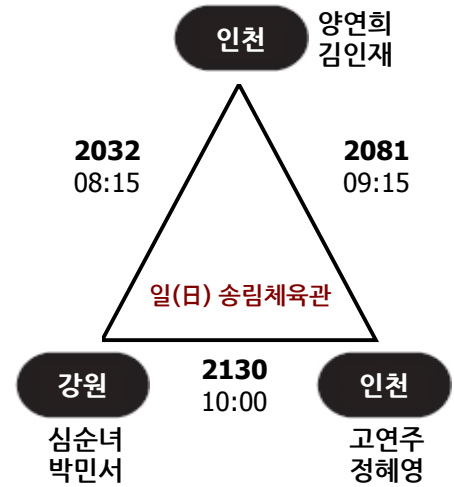 인천
양연희
김인재
2032
08:15
2081
09:15
일(日) 송림체육관
2130
10:00
강원
심순녀
박민서
인천
고연주
정혜영